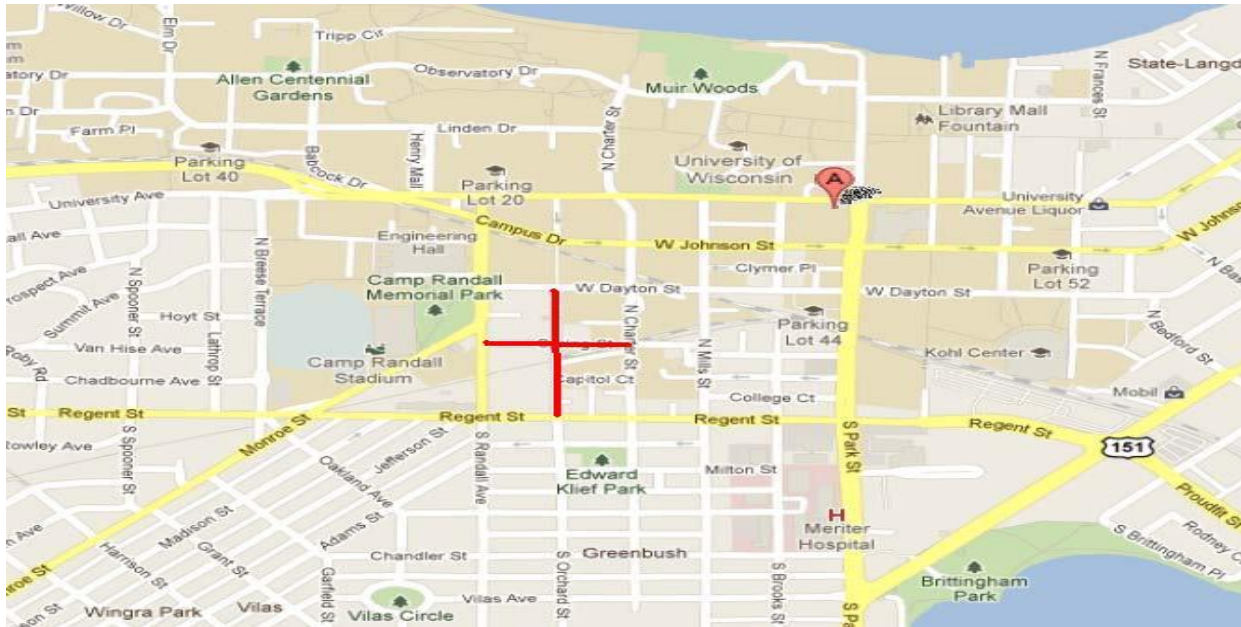 Willow Dr
Elm Dr
Tripp Cir
Observatory Dr
Allen Centennial
Gardens
Muir Woods
State-Langd
N Frances St
Library Mall
Fountain
Farm Pl
Linden Dr
N Charter St
Henry Mall
Parking
Lot 40
Babcock Dr
Parking
Lot 20
University of
Wisconsin
A
University
Avenue Liquor
University Ave
Campus Dr
W Johnson St
W Johnson St
Engineering
Hall
N Breese Terrace
Camp Randall
Memorial Park
Clymer Pl
Parking
Lot 52
W Dayton St
W Dayton St
N Spooner St
Summit Ave
Hoyt St
Lathrop St
Van Hise Ave
Roby Rd
Chadbourne Ave
Camp Randall
Stadium
N Charter St
N Mills St
Parking
Lot 44
Kohl Center
N Bedford St
Capitol Ct
College Ct
Mobil
St
Regent St
Regent St
Regent St
Regent St
Monroe St
S Park St
151
Rowley Ave
S Spooner St
Oakland Ave
Jefferson St
S Randall Ave
Edward
Klief Park
Milton St
Proudfit St
Madison St
Adams St
Harrison St
Grant St
Garfield St
Chandler St
Greenbush
S Orchard St
S Brooks St
H
Meriter
Hospital
S Brittingham Pl
Brittingham
Park
Vilas Ave
Vilas Circle
Wingra Park
Vilas